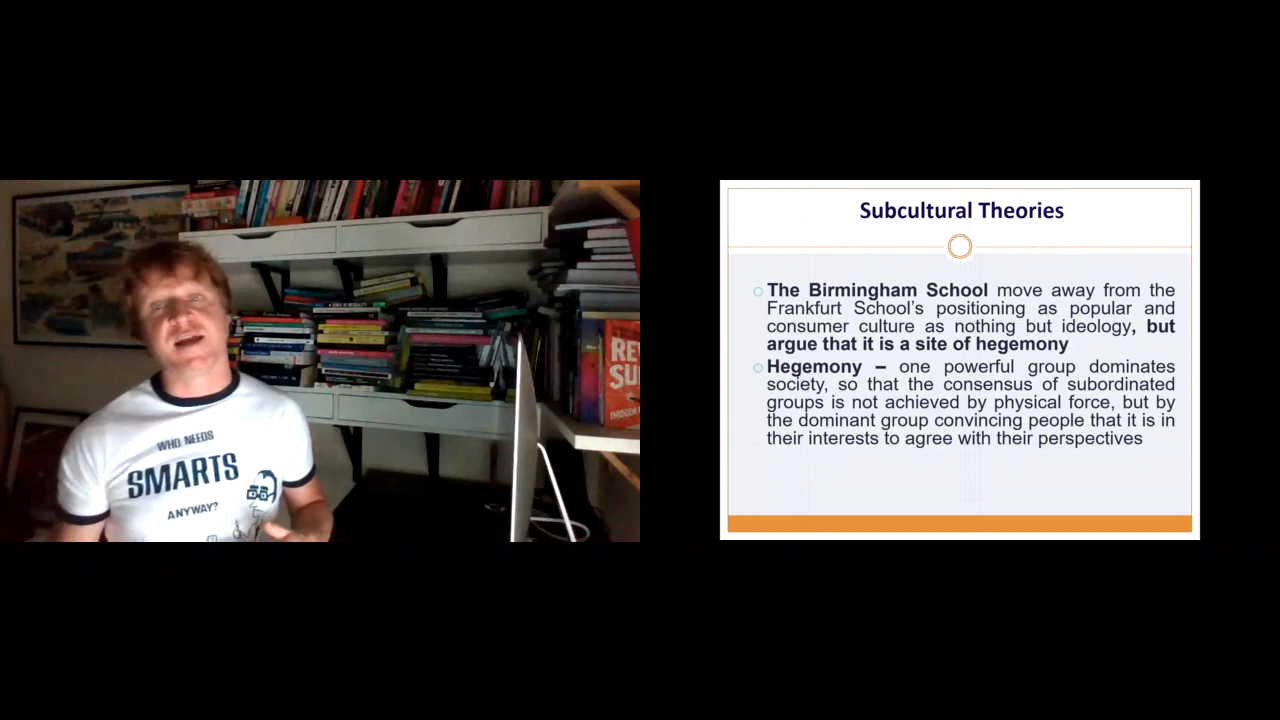 WHO NEEDS
SMARTS
ANYWAY?
RE
SU
IMOGEN
Subcultural Theories
The Birmingham School move away from the
Frankfurt School’s positioning as popular and
consumer culture as nothing but ideology, but
argue that it is a site of hegemony
Hegemony – one powerful group dominates
society, so that the consensus of subordinated
groups is not achieved by physical force, but by
the dominant group convincing people that it is in
their interests to agree with their perspectives